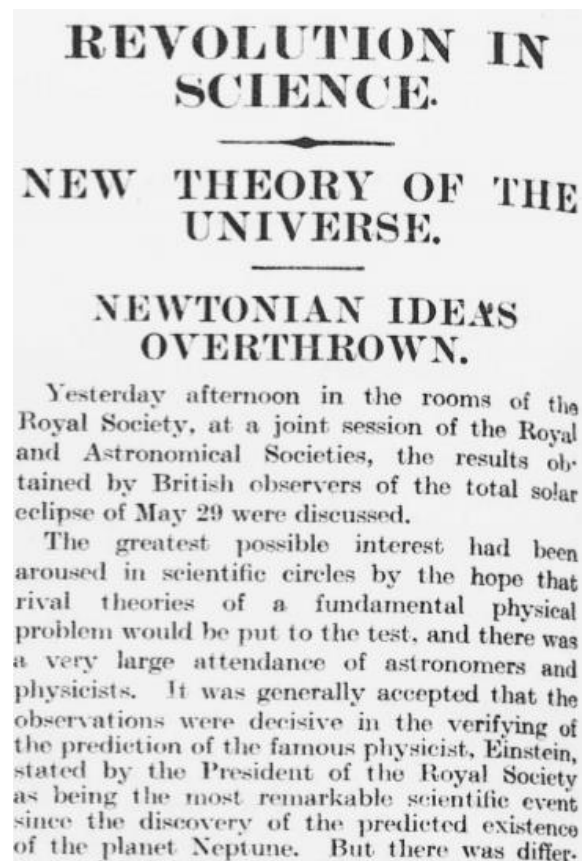 REVOLUTION IN
SCIENCE.
NEW THEORY OF THE
UNIVERSE.
NEWTONIAN IDEAS
OVERTHROWN.
Yesterday afternoon in the rooms of the
Royal Society, at a joint session of the Royal
and Astronomical Societies, the results ob-
tained by British observers of the total solar
eclipse of May 29 were discussed.
The greatest possible interest had been
aroused in scientific circles by the hope that
rival theories of a fundamental physical
problem would be put to the test, and there was
a very large attendance of astronomers and
physicists. It was generally accepted that the
observations were decisive in the verifying of
the prediction of the famous physicist, Einstein,
stated by the President of the Royal Society
as being the most remarkable scientific event
since the discovery of the predicted existence
of the planet Neptune. But there was differ-